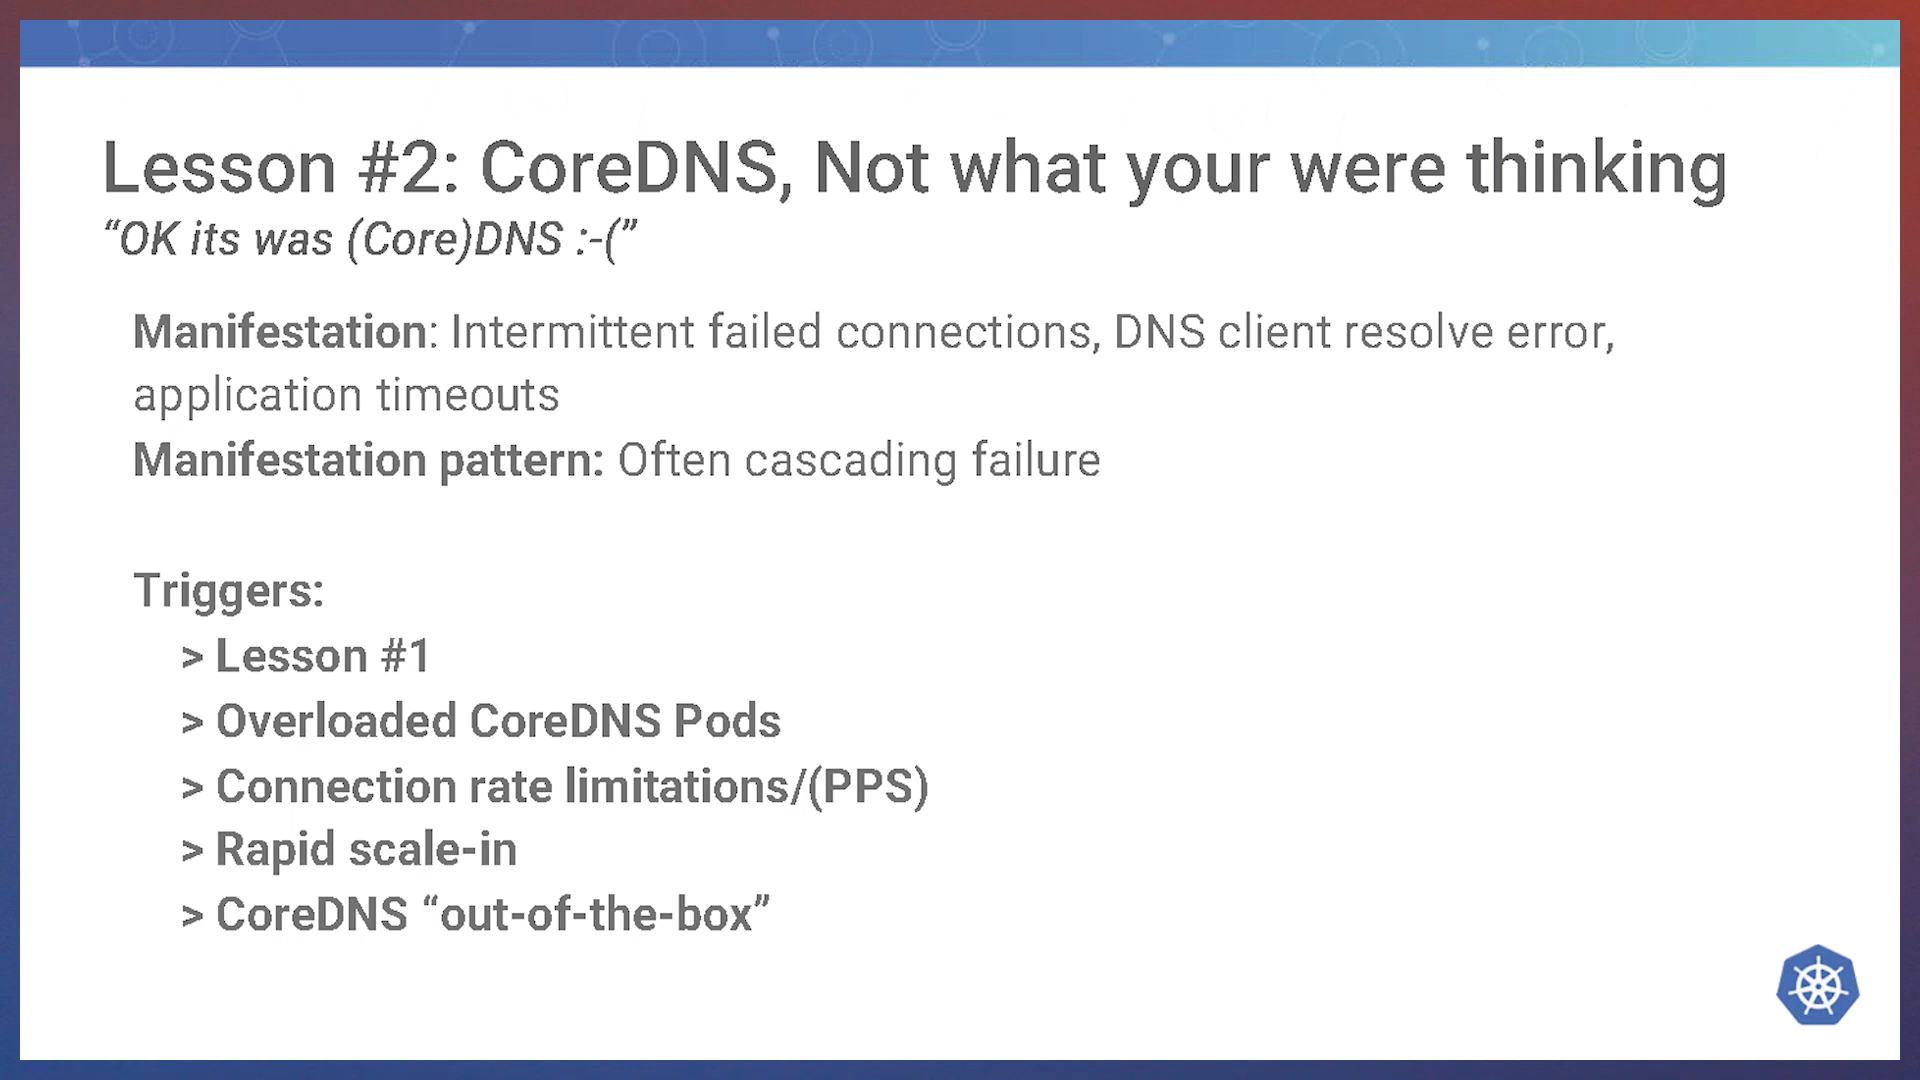 Lesson #2: CoreDNS, Not what your were thinking
“OK its was (Core)DNS :-(”
Manifestation: Intermittent failed connections, DNS client resolve error,
application timeouts
Manifestation pattern: Often cascading failure
Triggers:
> Lesson #1
> Overloaded CoreDNS Pods
> Connection rate limitations/(PPS)
> Rapid scale-in
> CoreDNS “out-of-the-box”